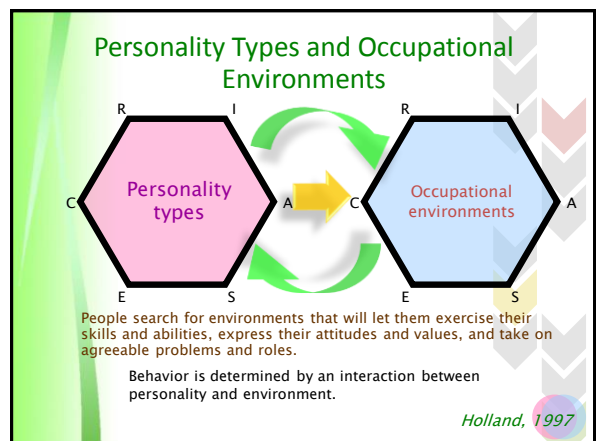 Personality Types and Occupational
Environments
R I R I
Personality
types
Occupational
environments
C A C A
E S E S
People search for environments that will let them exercise their
skills and abilities, express their attitudes and values, and take on
agreeable problems and roles.
Behavior is determined by an interaction between
personality and environment.
Holland, 1997